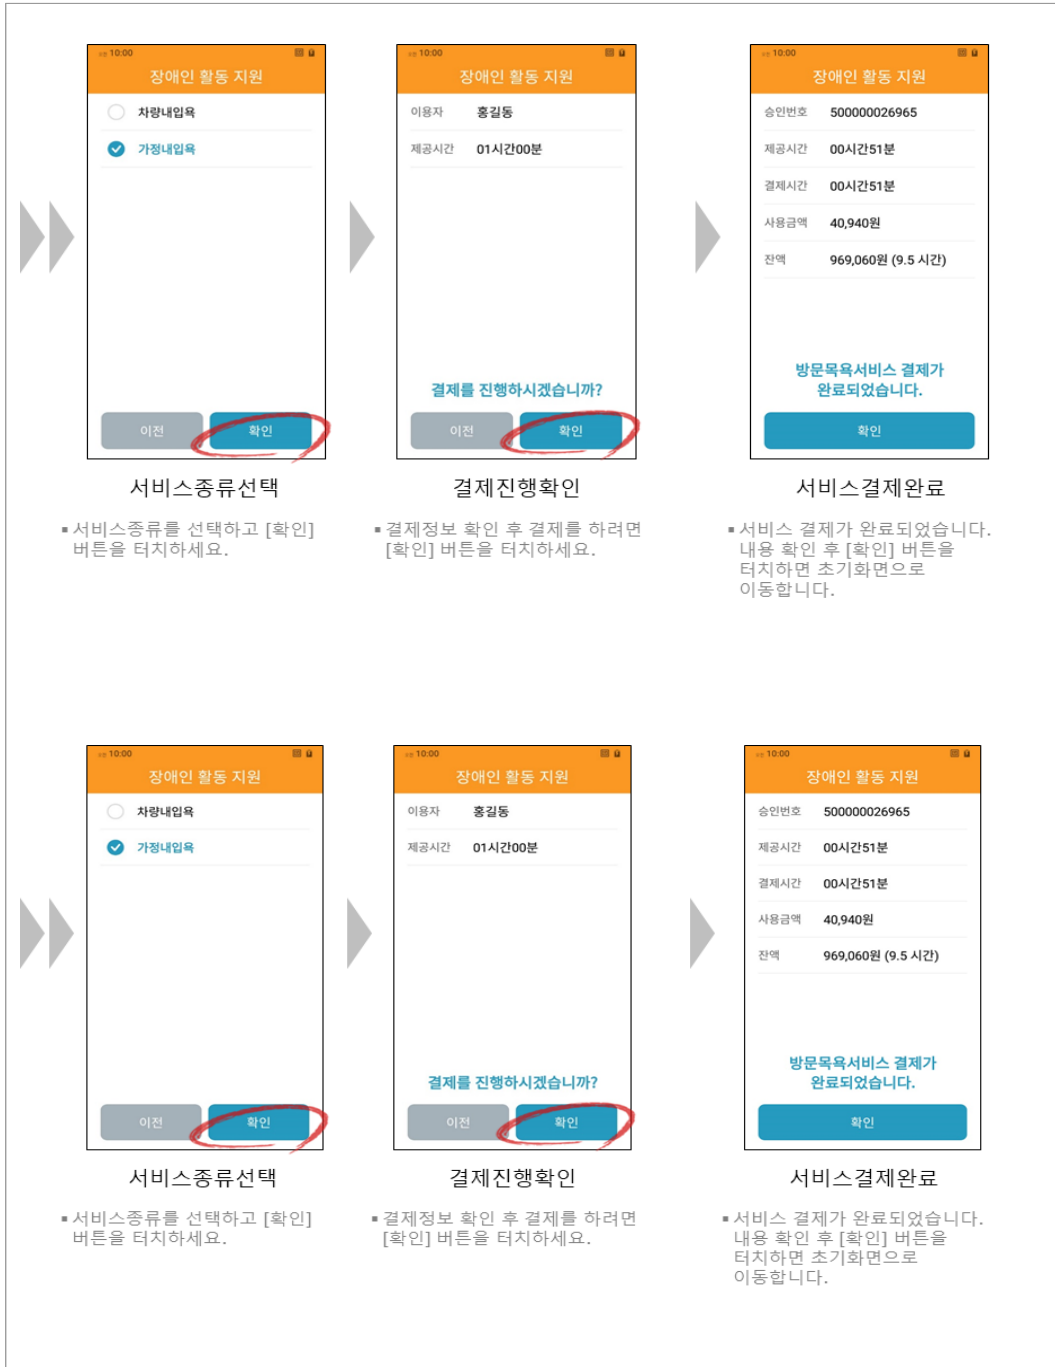 10:00
장애인 활동 지원
차량내입욕
가정내입욕
이전
확인
서비스종류선택
▪ 서비스종류를 선택하고 [확인]
버튼을 터치하세요.
10:00
장애인 활동 지원
이용자 홍길동
제공시간 01시간00분
결제를 진행하시겠습니까?
이전
확인
결제진행확인
▪ 결제정보 확인 후 결제를 하려면
[확인] 버튼을 터치하세요.
10:00
장애인 활동 지원
승인번호 500000026965
제공시간 00시간51분
결제시간 00시간51분
사용금액 40,940원
잔액 969,060원 (9.5 시간)
방문목욕서비스 결제가
완료되었습니다.
확인
서비스결제완료
▪ 서비스 결제가 완료되었습니다.
내용 확인 후 [확인] 버튼을
터치하면 초기화면으로
이동합니다.
10:00
장애인 활동 지원
차량내입욕
가정내입욕
이전
확인
서비스종류선택
▪ 서비스종류를 선택하고 [확인]
버튼을 터치하세요.
10:00
장애인 활동 지원
이용자 홍길동
제공시간 01시간00분
결제를 진행하시겠습니까?
이전
확인
결제진행확인
▪ 결제정보 확인 후 결제를 하려면
[확인] 버튼을 터치하세요.
10:00
장애인 활동 지원
승인번호 500000026965
제공시간 00시간51분
결제시간 00시간51분
사용금액 40,940원
잔액 969,060원 (9.5 시간)
방문목욕서비스 결제가
완료되었습니다.
확인
서비스결제완료
▪ 서비스 결제가 완료되었습니다.
내용 확인 후 [확인] 버튼을
터치하면 초기화면으로
이동합니다.